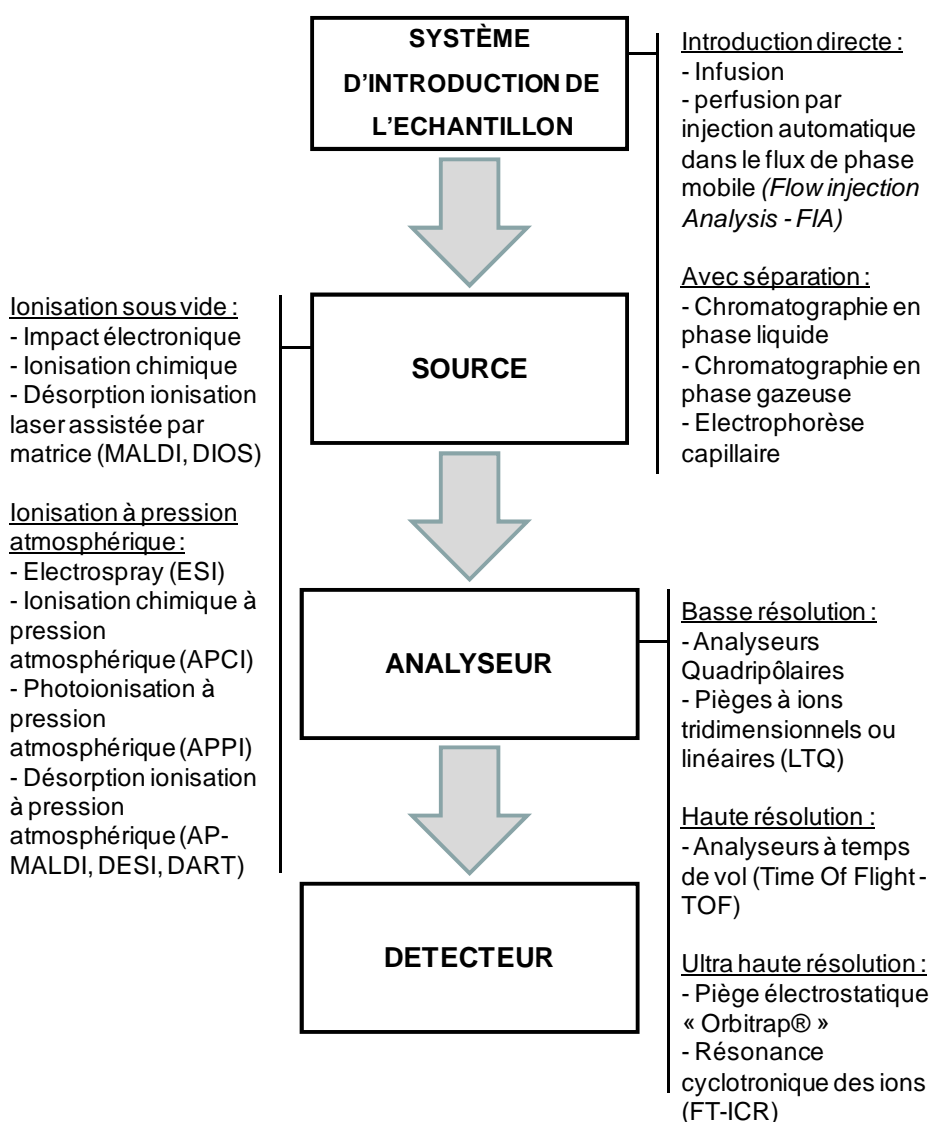 SYSTÈME
D'INTRODUCTION DE
L'ECHANTILLON
Introduction directe :
- Infusion
- perfusion par
injection automatique
dans le flux de phase
mobile (Flow injection
Analysis - FIA)
Avec séparation :
- Chromatographie en
phase liquide
- Chromatographie en
phase gazeuse
- Electrophorèse
capillaire
SOURCE
Ionisation sous vide :
- Impact électronique
- Ionisation chimique
- Désorption ionisation
laser assistée par
matrice (MALDI, DIOS)
Ionisation à pression
atmosphérique :
- Electrospray (ESI)
- Ionisation chimique à
pression
atmosphérique (APCI)
- Photoionisation à
pression
atmosphérique (APPI)
- Désorption ionisation
à pression
atmosphérique (AP-
MALDI, DESI, DART)
ANALYSEUR
Basse résolution :
- Analyseurs
Quadripôlaires
- Pièges à ions
tridimensionnels ou
linéaires (LTQ)
Haute résolution :
- Analyseurs à temps
de vol (Time Of Flight -
TOF)
Ultra haute résolution :
- Piège électrostatique
« Orbitrap® »
- Résonance
cyclotronique des ions
(FT-ICR)
DETECTEUR